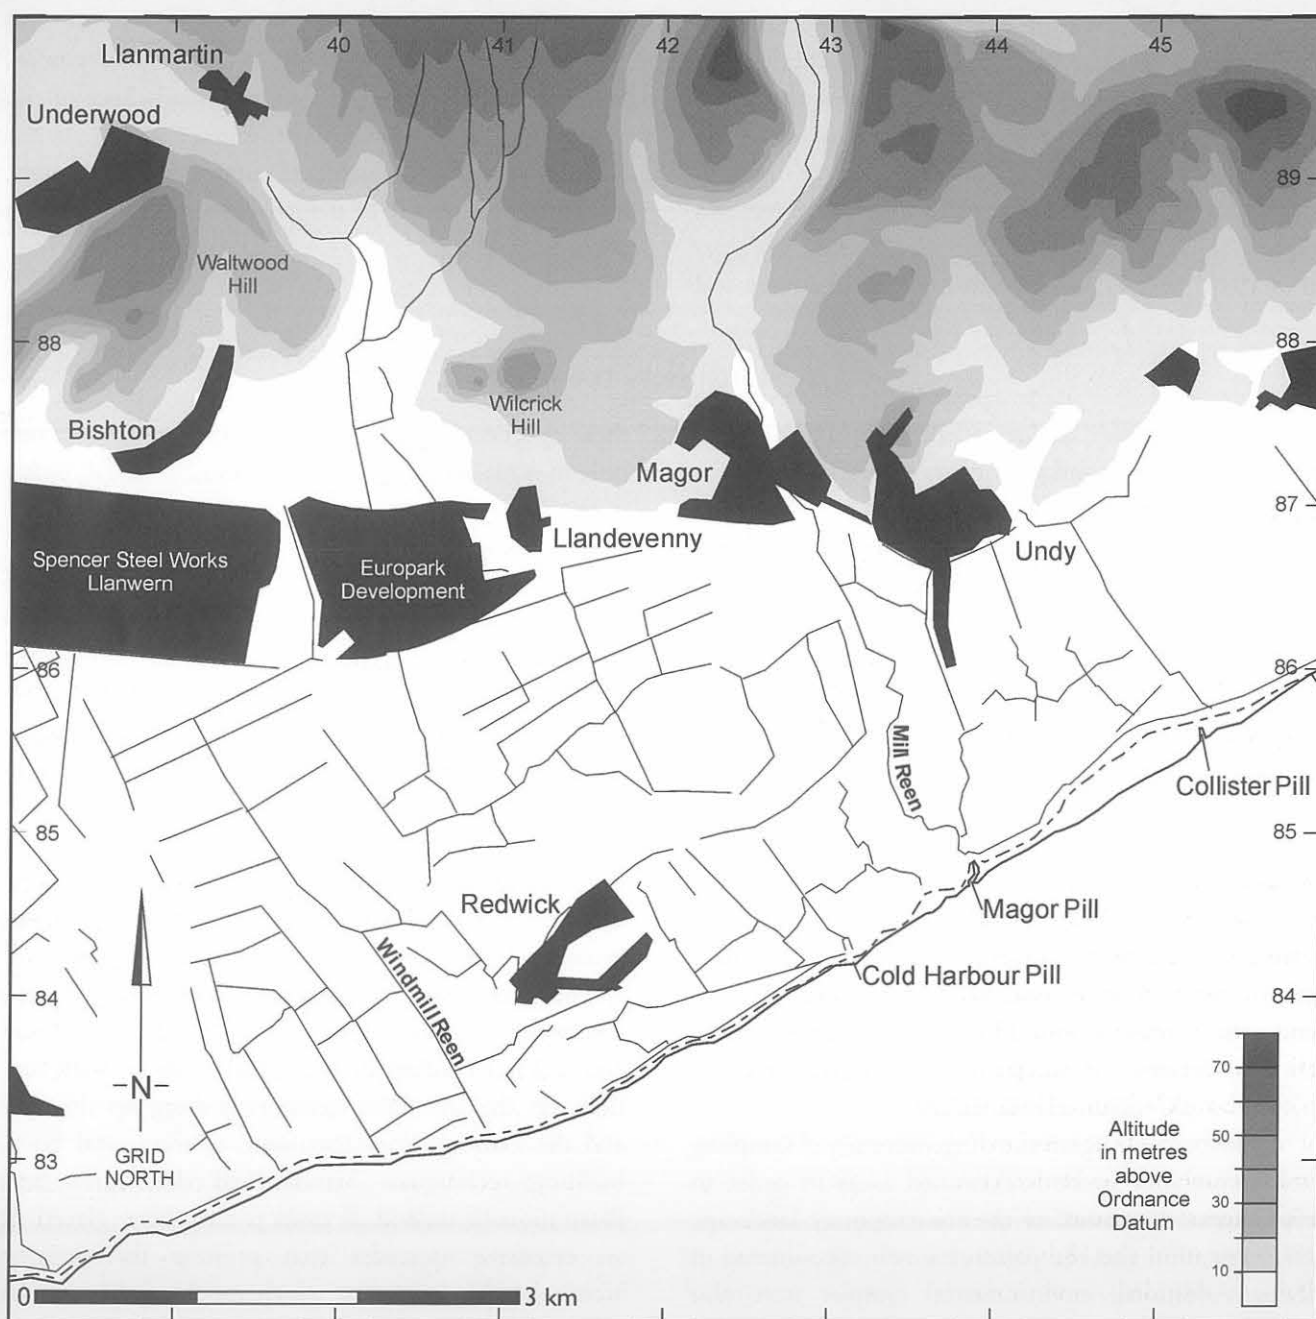 40
41
42
43
44
45
Llanmartin
Underwood
89
Waltwood
Hill
88
88
Wilcrick
Hill
Bishton
Magor
87
Spencer Steel Works
Llanwern
Europark
Development
Llandevenny
Undy
86
86
Mill Reen
Collister Pill
85
85
Redwick
Magor Pill
Windmill Reen
Cold Harbour Pill
84
84
N
GRID
NORTH
83
70
50
30
10
Altitude
in metres
above
Ordnance
Datum
0
3 km